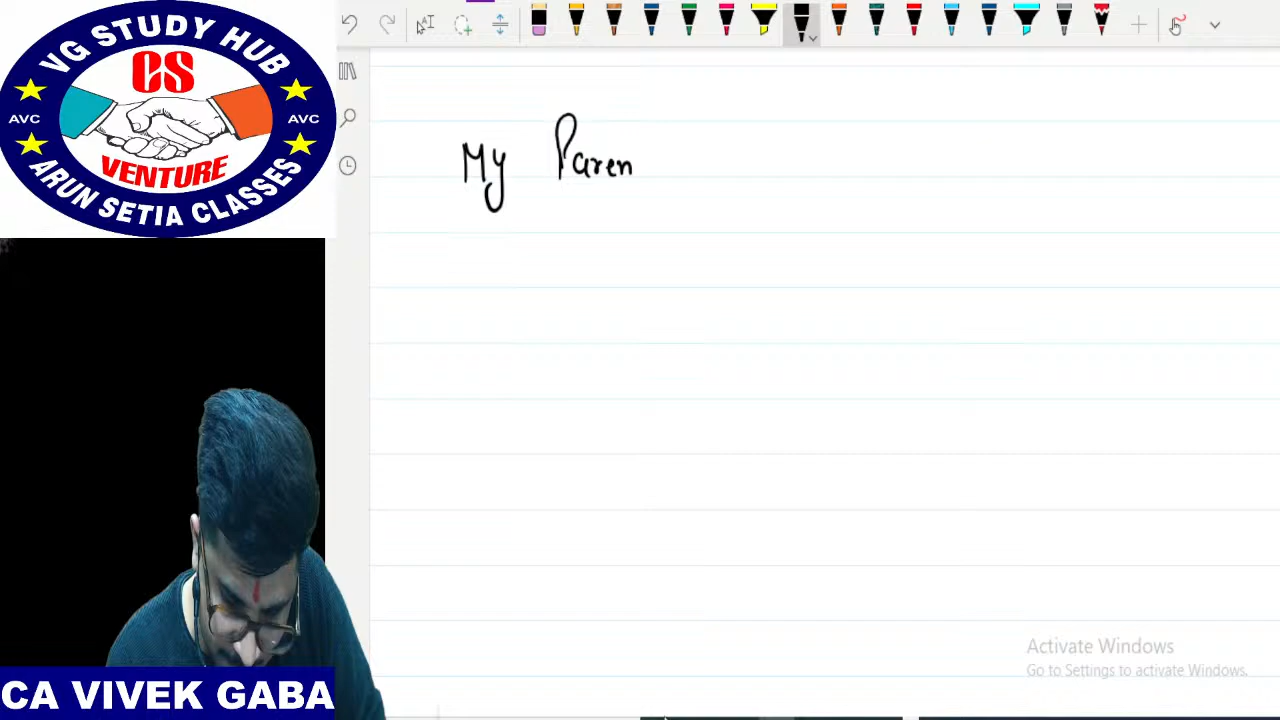 VG STUDY HUB
CS
AVC
AVC
VENTURE
ARUN SETIA CLASSES
My Paren
Activate Windows
Go to Settings to activate Windows.
CA VIVEK GABA